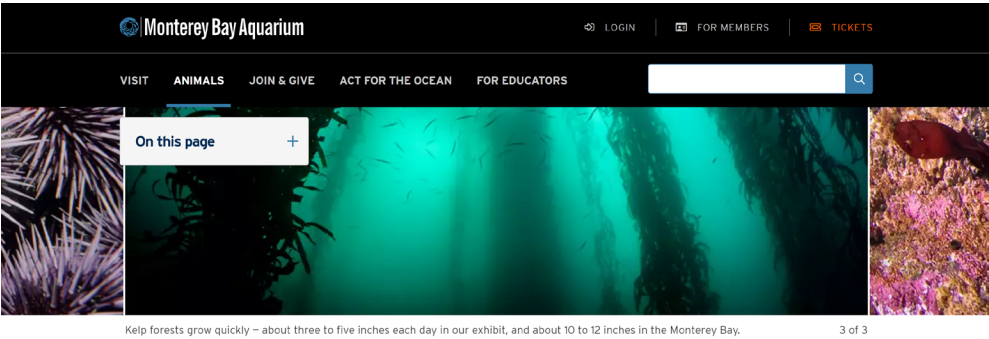 Monterey Bay Aquarium
LOGIN
FOR MEMBERS
TICKETS
VISIT
ANIMALS
JOIN & GIVE
ACT FOR THE OCEAN
FOR EDUCATORS
On this page
Kelp forests grow quickly – about three to five inches each day in our exhibit, and about 10 to 12 inches in the Monterey Bay.
3 of 3